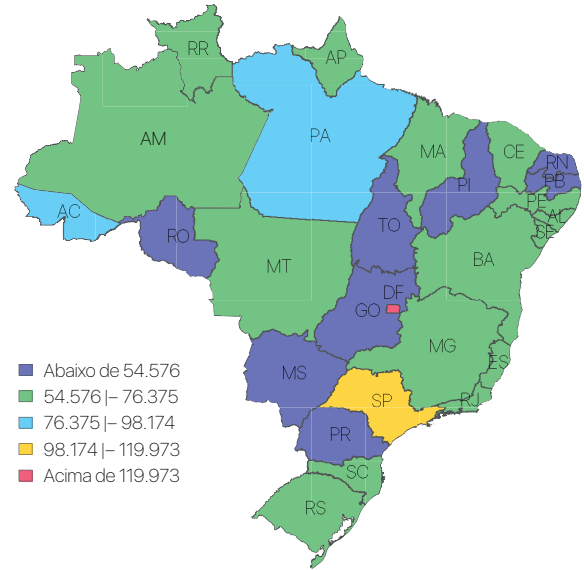 RR
AP
AM
PA
MA
CE
RN
PB
PI
PE
AL
SE
AC
RO
TO
MT
BA
DF
GO
MG
ES
MS
SP
RJ
PR
SC
RS
Abaixo de 54.576
54.576 |– 76.375
76.375 |– 98.174
98.174 |– 119.973
Acima de 119.973